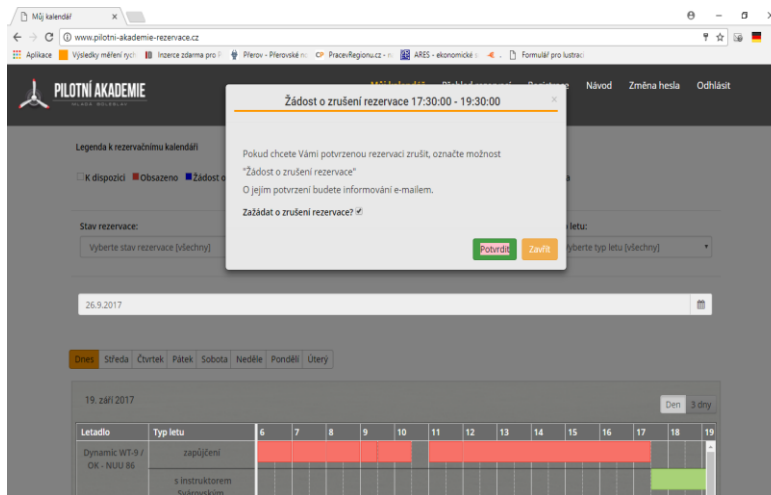 Můj kalendář
www.pilotni-akademie-rezervace.cz
Aplikace Výsledky měření rych Inzerce zdarma pro Přerov - Přerovské n PracevRegionu.cz - n ARES - ekonomické Formulář pro lustraci
PILOTNÍ AKADEMIE Návod Změna hesla Odhlásit
MLADÁ BOLESLAV
Žádost o zrušení rezervace 17:30:00 - 19:30:00 ×
Legenda k rezervačnímu kalendáři
K dispozici Obsazeno Žádost o
Pokud chcete Vámi potvrzenou rezervaci zrušit, označte možnost
"Žádost o zrušení rezervace"
O jejím potvrzení budete informování e-mailem.
Zažádat o zrušení rezervace?
Stav rezervace: letu:
Vyberte stav rezervace [všechny] Potvrdit Zavřít yberte typ letu [všechny]
26.9.2017
Dnes Středa Čtvrtek Pátek Sobota Neděle Pondělí Úterý
19. září 2017 Den 3 dny
Letadlo Typ letu 6 7 8 9 10 11 12 13 14 15 16 17 18 19
Dynamic WT-9 / zapůjčení
OK - NUU 86
s instruktorem
Svárovským